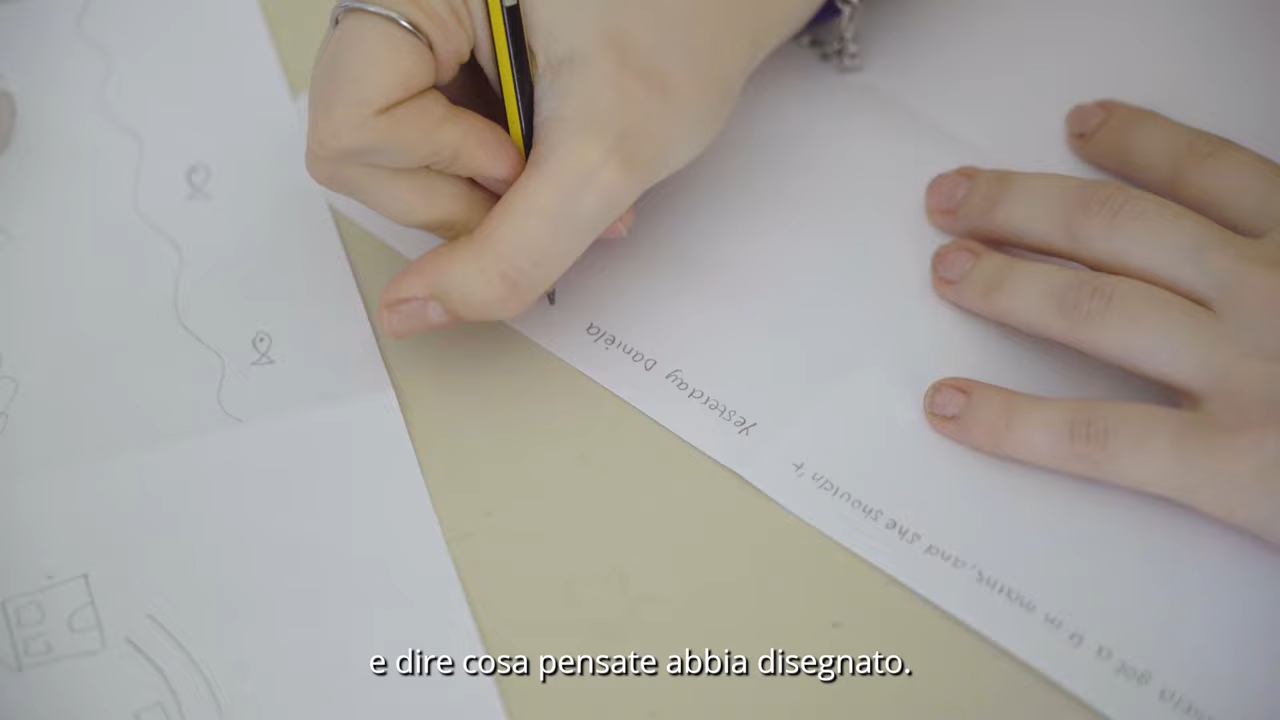 got a in maths, and she shouldn't Yesterday Daniela
e dire cosa pensate abbia disegnato.